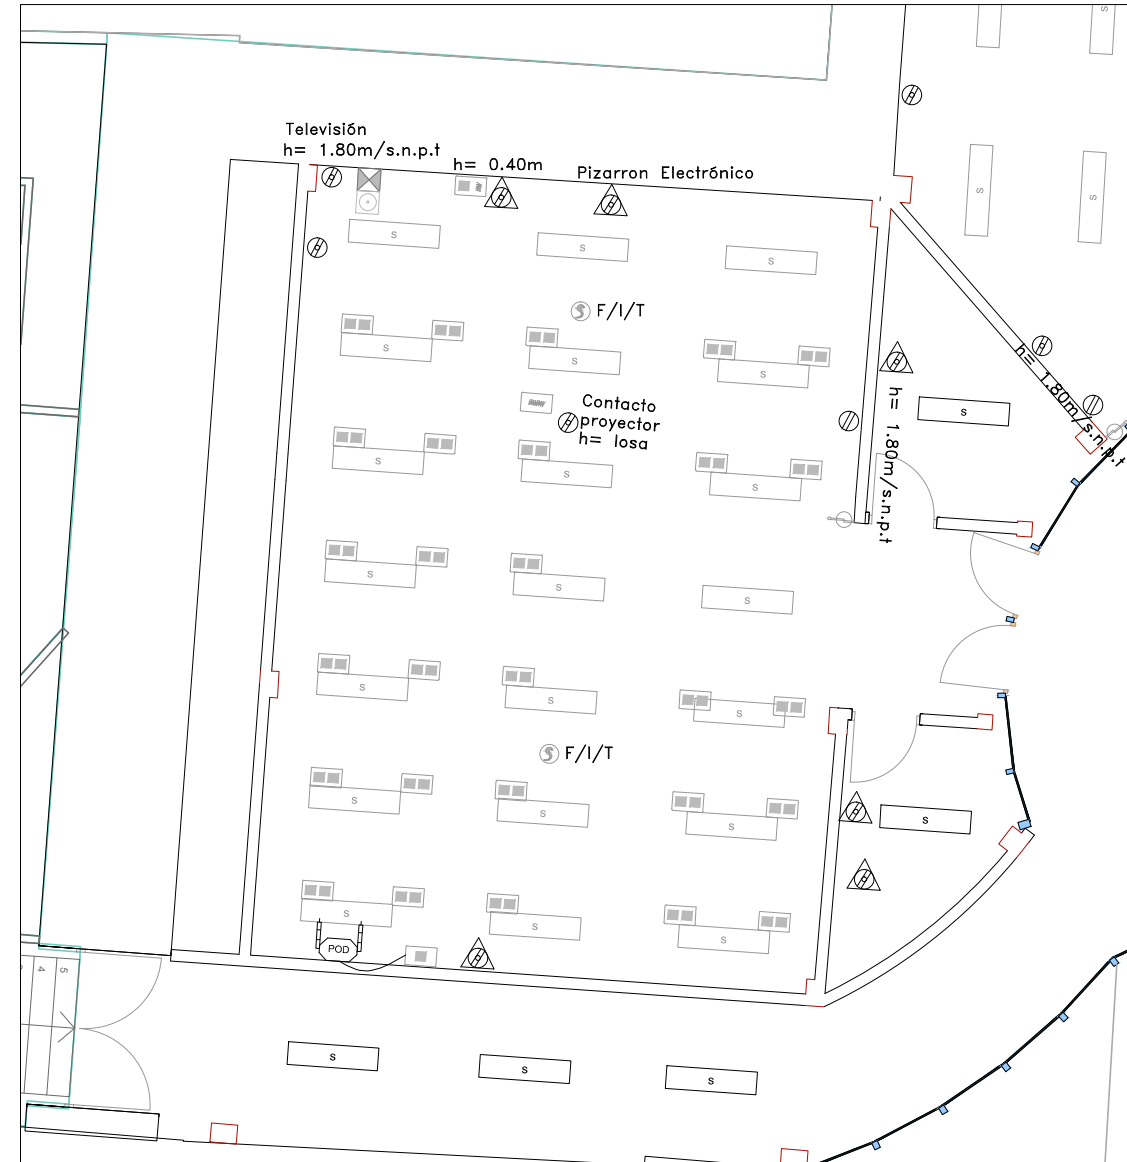 S
Televisión
h= 1.80m/s.n.p.t
h= 0.40m
Pizarron Electrónico
S
S
S
S
S
F/I/T
S
S
S
h= 1.80m/s.n.p.t
h= 1.80m/s.n.p.t
S
Contacto
proyector
h= losa
S
S
S
S
S
S
S
S
S
F/I/T
S
S
S
S
S
S
S
POD
4
5
S
S
S